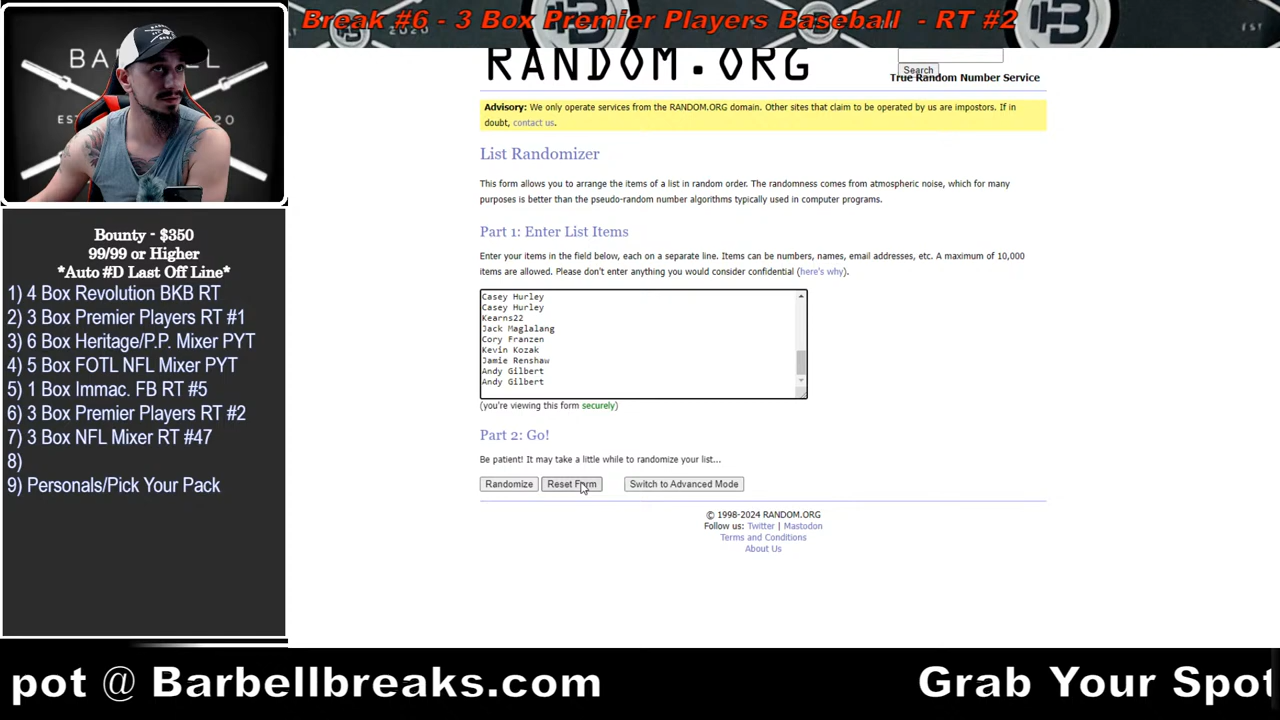 Break #6 - 3 Box Premier Players Baseball - RT #2
RANDOM.ORG
Search
True Random Number Service
Advisory: We only operate services from the RANDOM.ORG domain. Other sites that claim to be operated by us are impostors. If in
doubt, contact us.
List Randomizer
This form allows you to arrange the items of a list in random order. The randomness comes from atmospheric noise, which for many
purposes is better than the pseudo-random number algorithms typically used in computer programs.
Part 1: Enter List Items
Enter your items in the field below, each on a separate line. Items can be numbers, names, email addresses, etc. A maximum of 10,000
items are allowed. Please don't enter anything you would consider confidential (here's why).
Casey Hurley
Casey Hurley
Kearns22
Jack Maglalang
Cory Franzen
Kevin Kozak
Jamie Renshaw
Andy Gilbert
Andy Gilbert
(you're viewing this form securely)
Part 2: Go!
Be patient! It may take a little while to randomize your list...
Randomize Reset Form Switch to Advanced Mode
© 1998-2024 RANDOM.ORG
Follow us: Twitter | Mastodon
Terms and Conditions
About Us
Bounty - $350
99/99 or Higher
*Auto #D Last Off Line*
1) 4 Box Revolution BKB RT
2) 3 Box Premier Players RT #1
3) 6 Box Heritage/P.P. Mixer PYT
4) 5 Box FOTL NFL Mixer PYT
5) 1 Box Immac. FB RT #5
6) 3 Box Premier Players RT #2
7) 3 Box NFL Mixer RT #47
8)
9) Personals/Pick Your Pack
pot @ Barbellbreaks.com Grab Your Spot